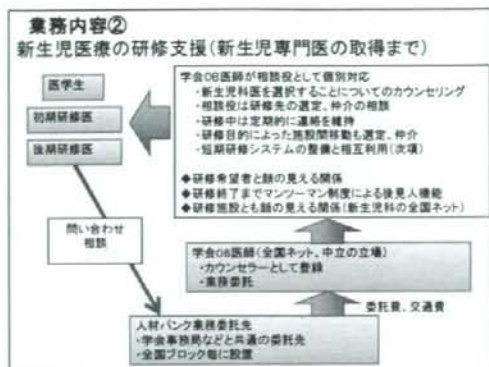 業務内容②
新生児医療の研修支援(新生児専門医の取得まで)
医学生
初期研修医
後期研修医
学会OB医師が相談役として個別対応
・新生児科医を選択することについてのカウンセリング
・相談役は研修先の選定、仲介の相談
・研修中は定期的に連絡を維持
・研修目的によった施設間移動も選定、仲介
・短期研修システムの整備と相互利用(次項)
◆研修希望者と顔の見える関係
◆研修終了までマンツーマン制度による後見人機能
◆研修施設とも顔の見える関係(新生児科の全国ネット)
問い合わせ
相談
学会OB医師(全国ネット、中立の立場)
・カウンセラーとして登録
・業務委託
委託費、交通費
人材バンク業務委託先
・学会事務局などと共通の委託先
・全国ブロック毎に設置